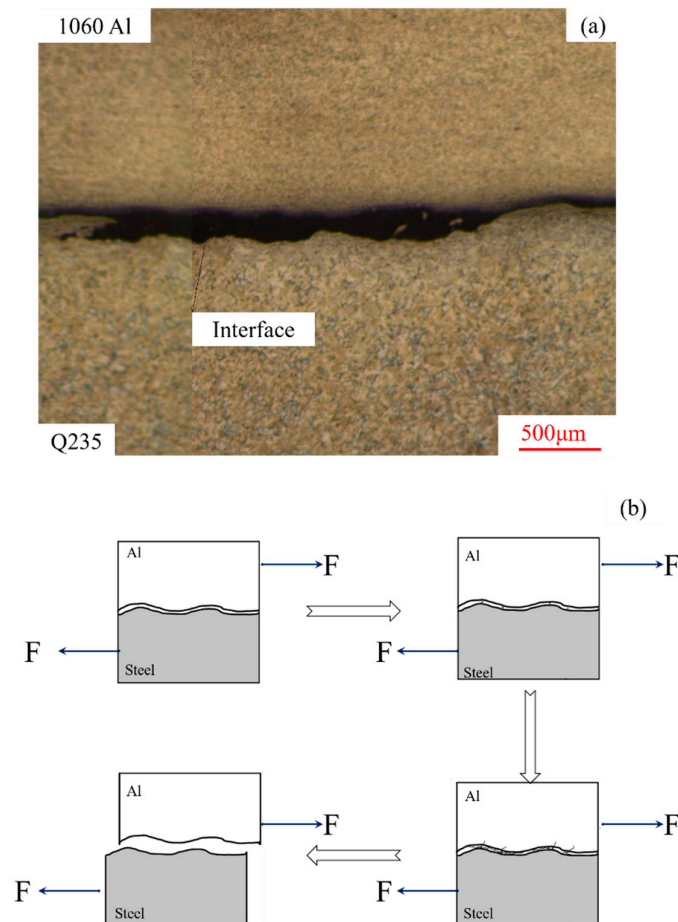 1060 Al
(a)
Interface
Q235
500μm
(b)
Al
F
F
Steel
Al
F
F
Steel
Al
F
F
Steel
Al
F
F
Steel